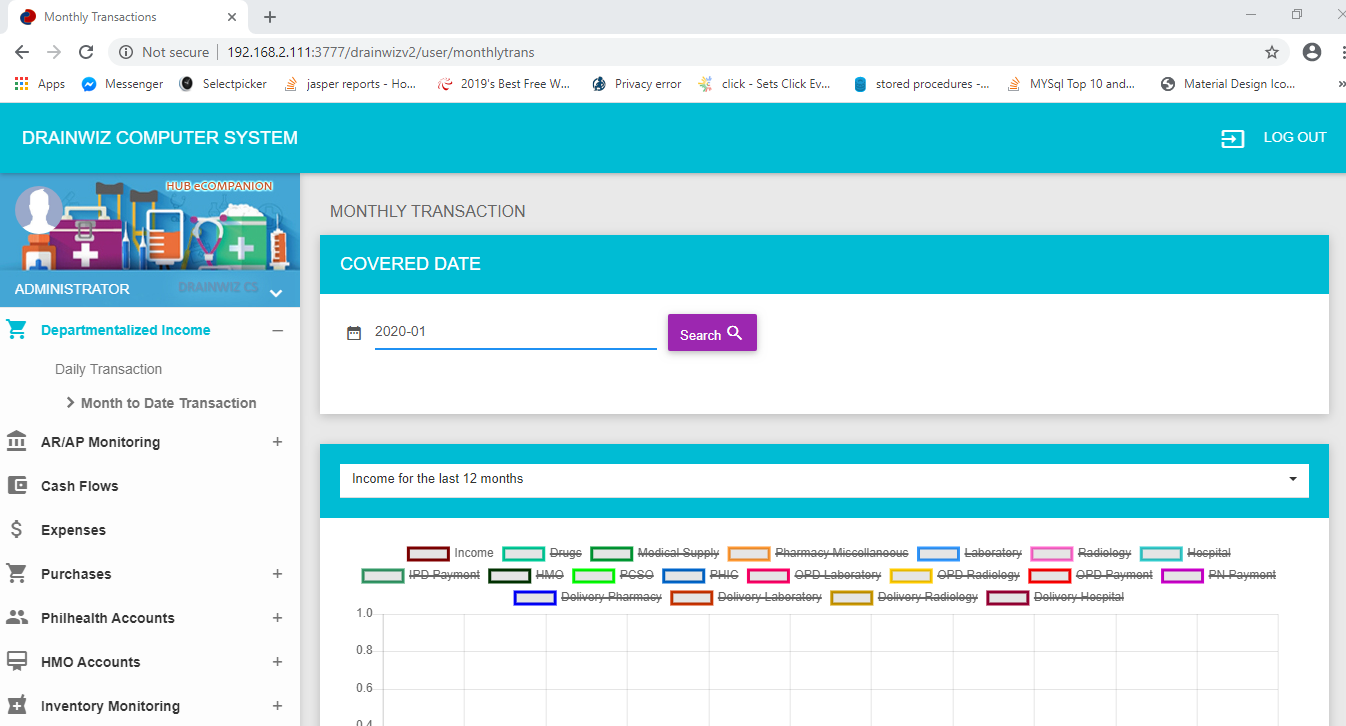 Monthly Transactions
Not secure 192.168.2.111:3777/drainwizv2/user/monthlytrans
Apps Messenger Selectpicker jasper reports - Ho... 2019's Best Free W... Privacy error click - Sets Click Ev... stored procedures -... MYSql Top 10 and... Material Design Ico... »
DRAINWIZ COMPUTER SYSTEM
LOG OUT
HUB eCOMPANION
ADMINISTRATOR
DRAINWIZ CS
Departmentalized Income −
Daily Transaction
Month to Date Transaction
AR/AP Monitoring +
Cash Flows
Expenses
Purchases +
Philhealth Accounts +
HMO Accounts +
Inventory Monitoring +
MONTHLY TRANSACTION
COVERED DATE
2020-01
Search
Income for the last 12 months
Income Drugs Medical Supply Pharmacy Miscellaneous Laboratory Radiology Hospital
IPD Payment HMO PCSO PHIC OPD Laboratory OPD Radiology OPD Payment PN Payment
Delivery Pharmacy Delivery Laboratory Delivery Radiology Delivery Hospital
1.0
0.8
0.6
0.4